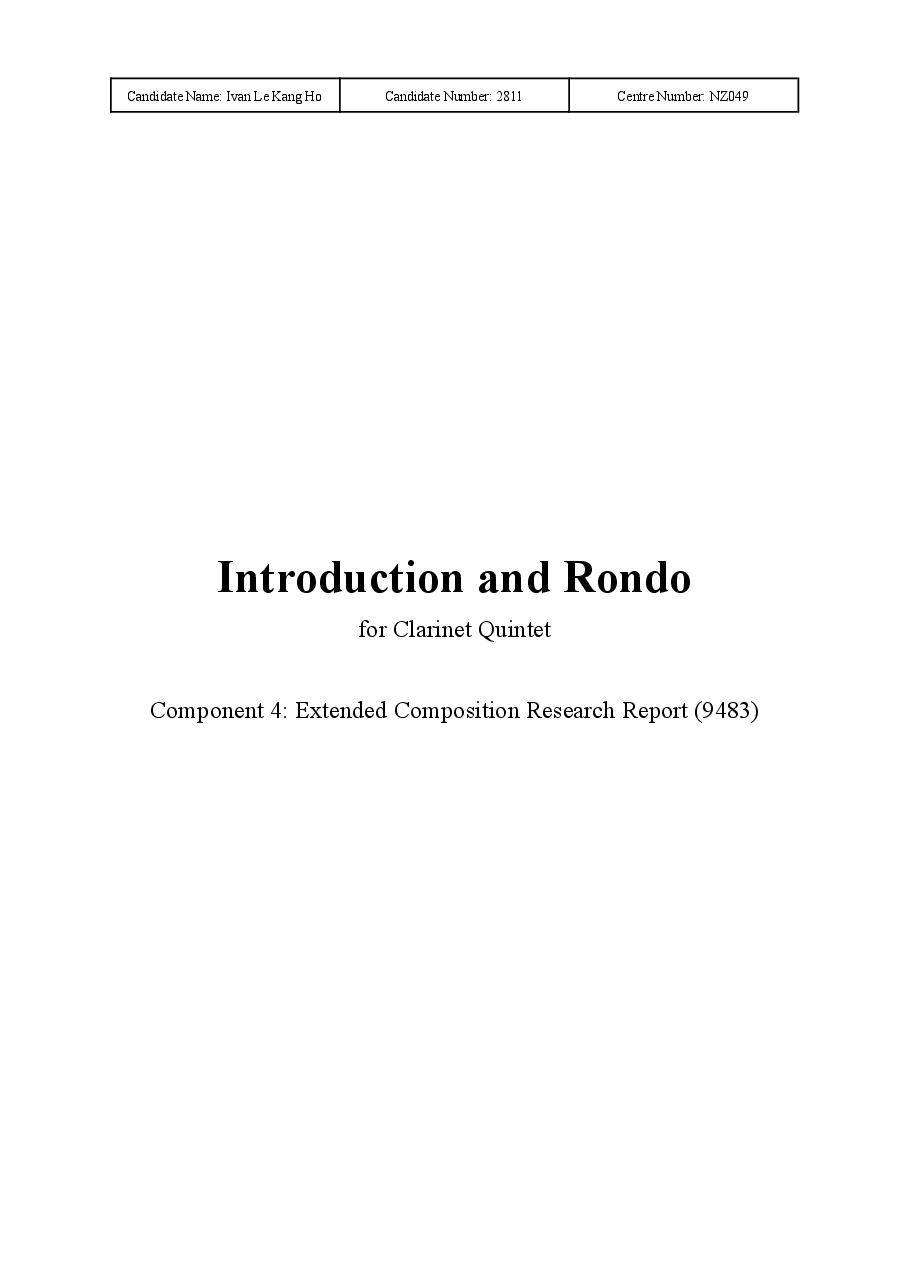 Candidate Name: Ivan Le Kang Ho
Candidate Number: 2811
Centre Number: NZ049
Introduction and Rondo
for Clarinet Quintet
Component 4: Extended Composition Research Report (9483)